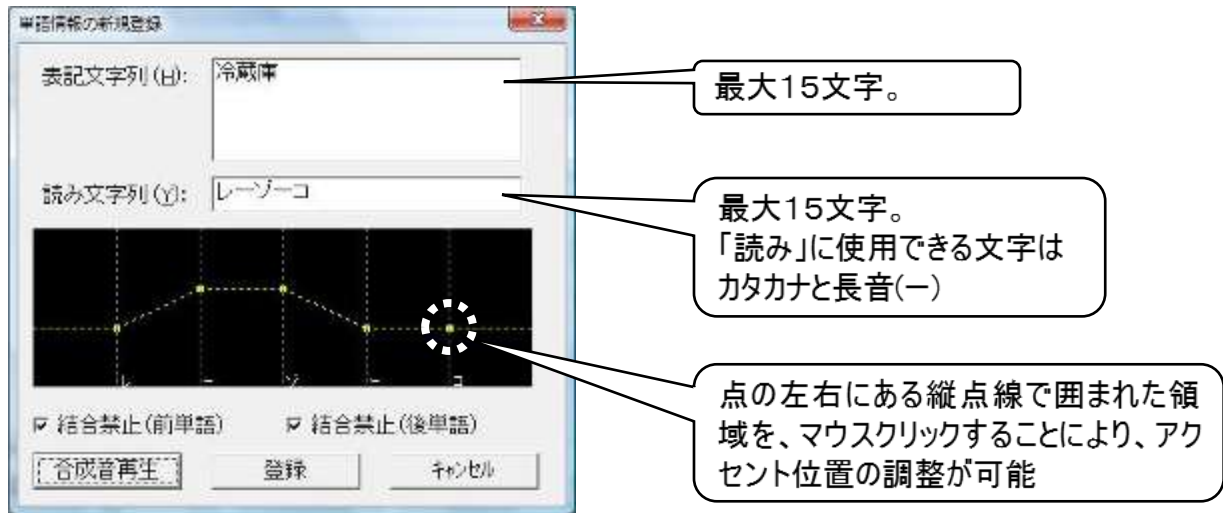 単語情報の新規登録
表記文字列(H):
冷蔵庫
最大15文字。
読み文字列(Y):
レーゾーコ
最大15文字。
「読み」に使用できる文字は
カタカナと長音(ー)
レ ー ゾ ー コ
点の左右にある縦点線で囲まれた領
域を、マウスクリックすることにより、アク
セント位置の調整が可能
結合禁止(前単語)
結合禁止(後単語)
合成音再生
登録
キャンセル